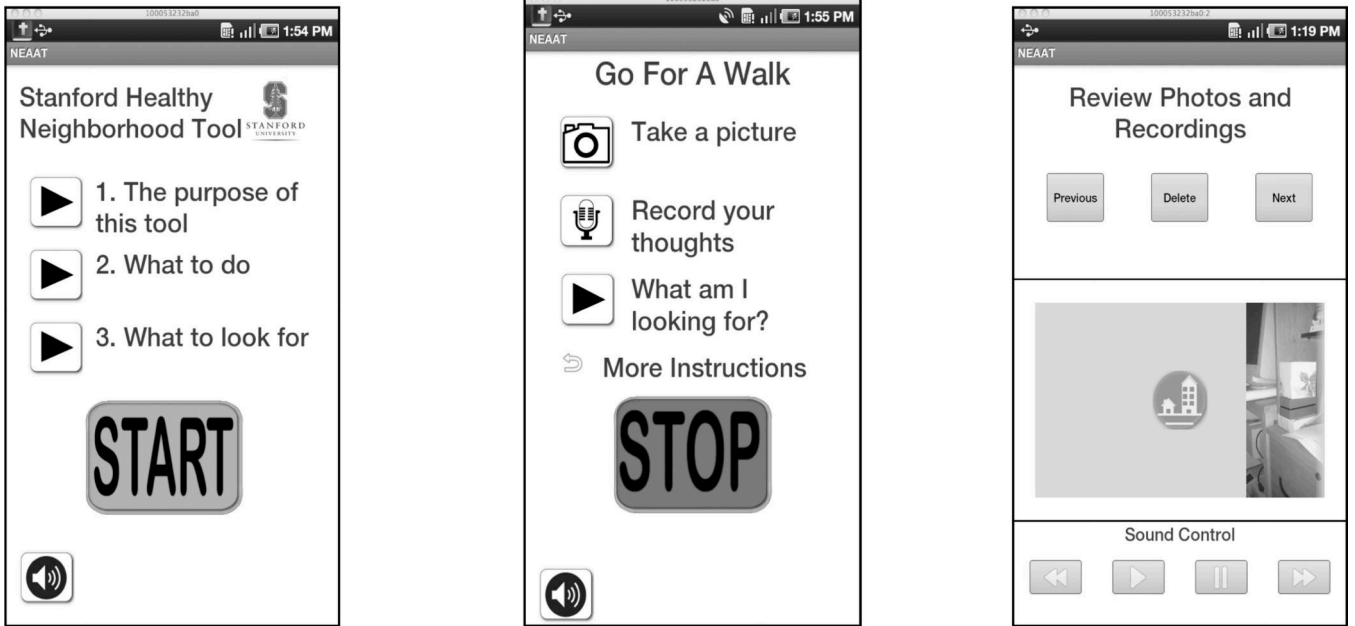 100053232ba0
1:54 PM
NEAAT
Stanford Healthy
Neighborhood Tool
STANFORD
UNIVERSITY
1. The purpose of
this tool
2. What to do
3. What to look for
START
1:55 PM
NEAAT
Go For A Walk
Take a picture
Record your
thoughts
What am I
looking for?
More Instructions
STOP
100053232ba0:2
1:19 PM
NEAAT
Review Photos and
Recordings
Previous
Delete
Next
Sound Control